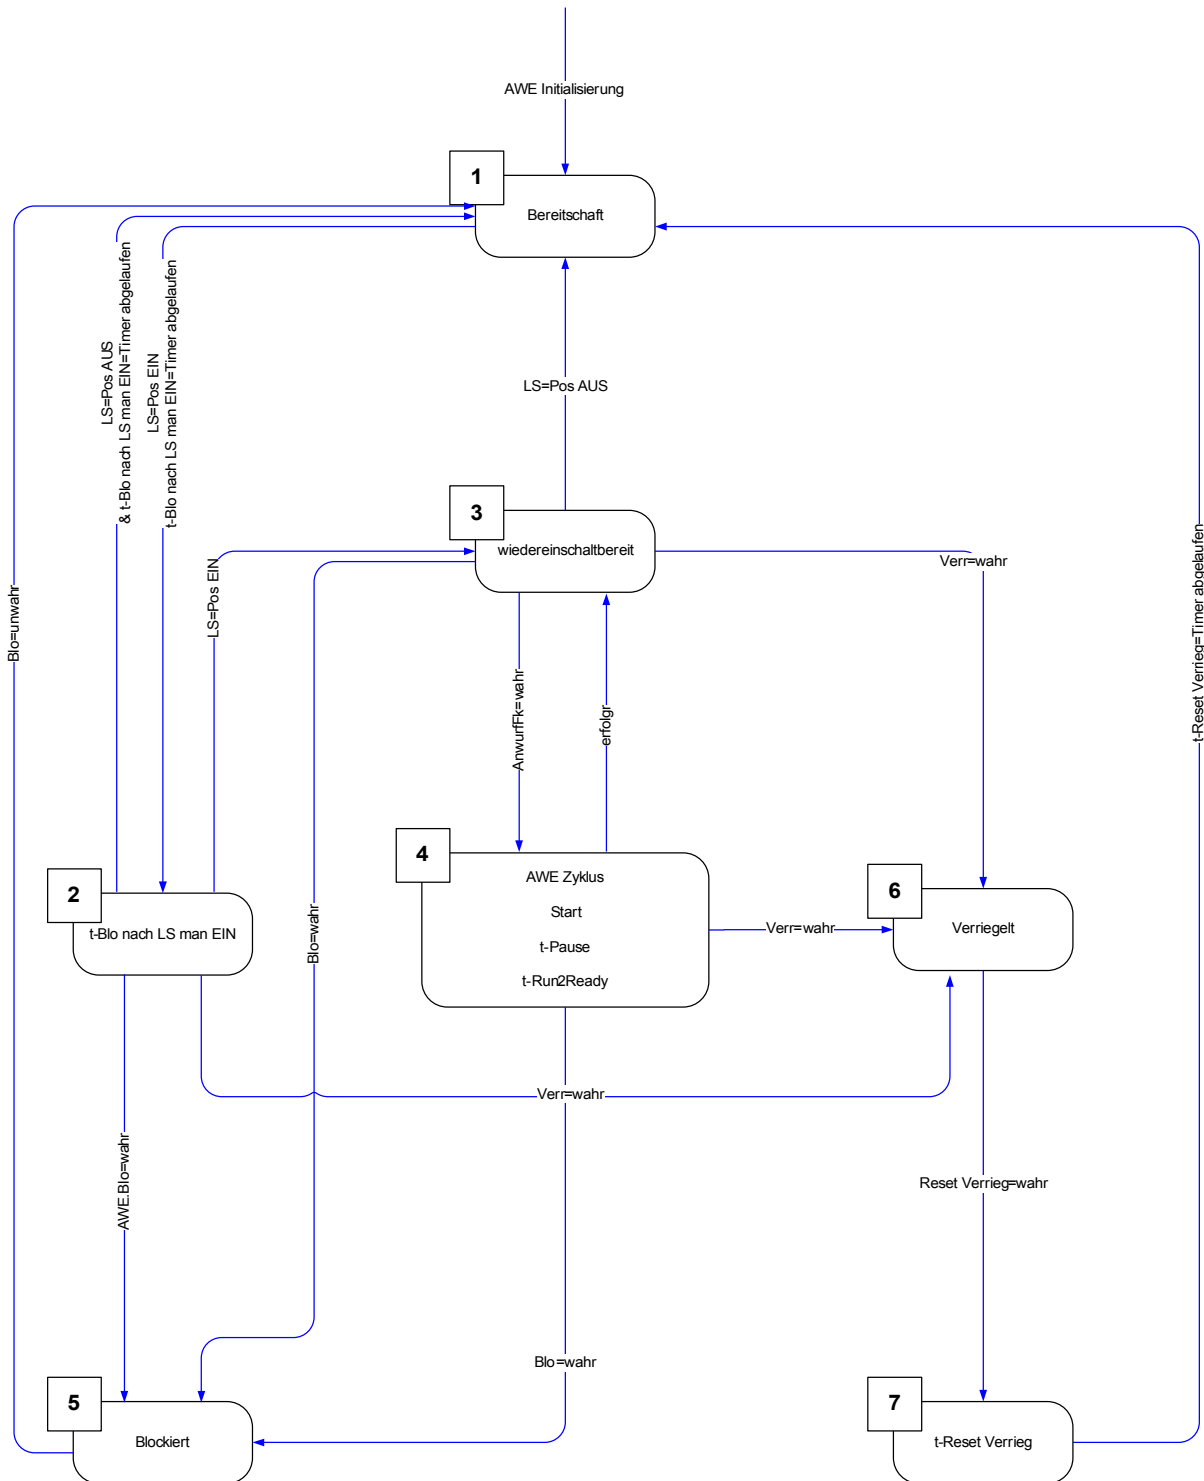 AWE Initialisierung
1
Bereitschaft
LS=Pos AUS
& t-Blo nach LS man EIN=Timer abgelaufen
LS=Pos EIN
t-Blo nach LS man EIN=Timer abgelaufen
LS=Pos AUS
3
wiedereinschaltbereit
Verr=wahr
t-Reset Verrieg=Timer abgelaufen
Blo=unwahr
LS=Pos EIN
AnwurfFk=wahr
erfolgr
Blo=wahr
4
AWE Zyklus
Start
t-Pause
t-Run2Ready
2
t-Blo nach LS man EIN
6
Verriegelt
Verr=wahr
Verr=wahr
AWE.Blo=wahr
Reset Verrieg=wahr
Blo=wahr
5
Blockiert
7
t-Reset Verrieg